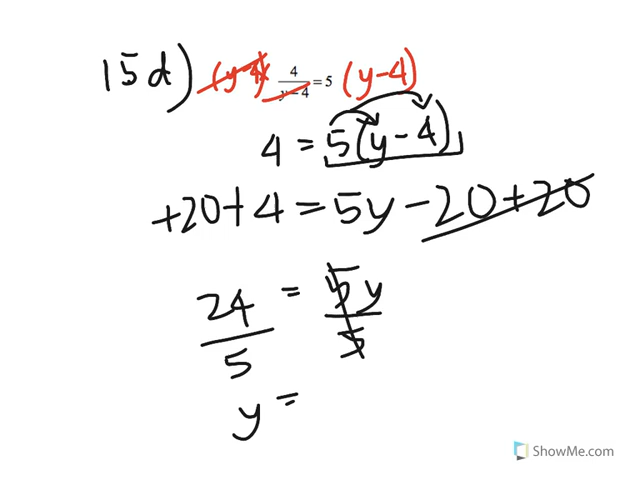 15d) (y-4) 4/(y-4) = 5 (y-4)
4 = 5(y-4)
+20+4 = 5y-20+20
24/5 = 5y/5
y =
ShowMe.com